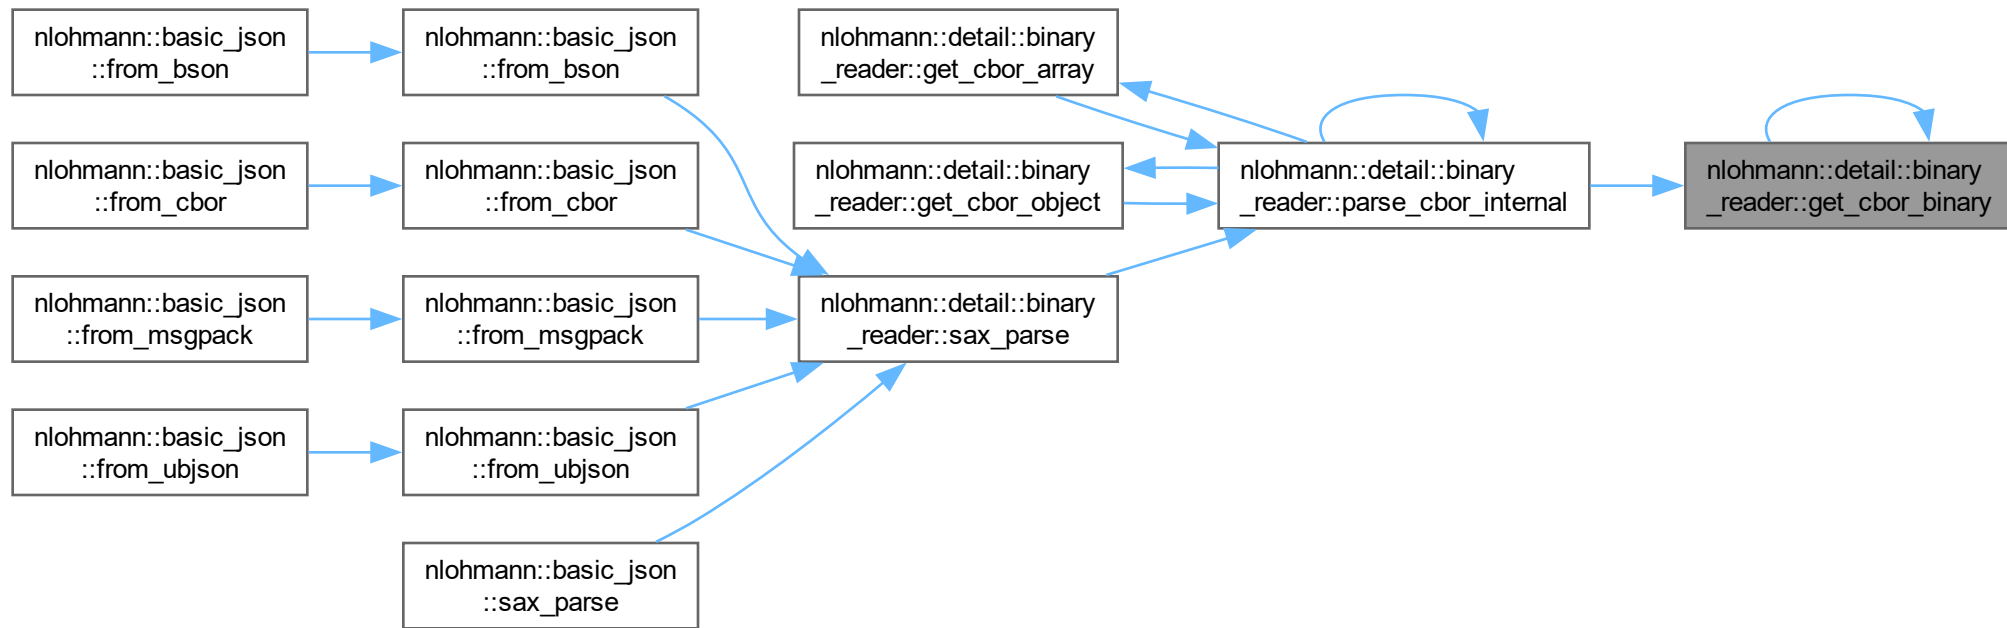 nlohmann::basic_json
::from_bson
nlohmann::basic_json
::from_bson
nlohmann::detail::binary
_reader::get_cbor_array
nlohmann::basic_json
::from_cbor
nlohmann::basic_json
::from_cbor
nlohmann::detail::binary
_reader::get_cbor_object
nlohmann::detail::binary
_reader::parse_cbor_internal
nlohmann::detail::binary
_reader::get_cbor_binary
nlohmann::basic_json
::from_msgpack
nlohmann::basic_json
::from_msgpack
nlohmann::detail::binary
_reader::sax_parse
nlohmann::basic_json
::from_ubjson
nlohmann::basic_json
::from_ubjson
nlohmann::basic_json
::sax_parse